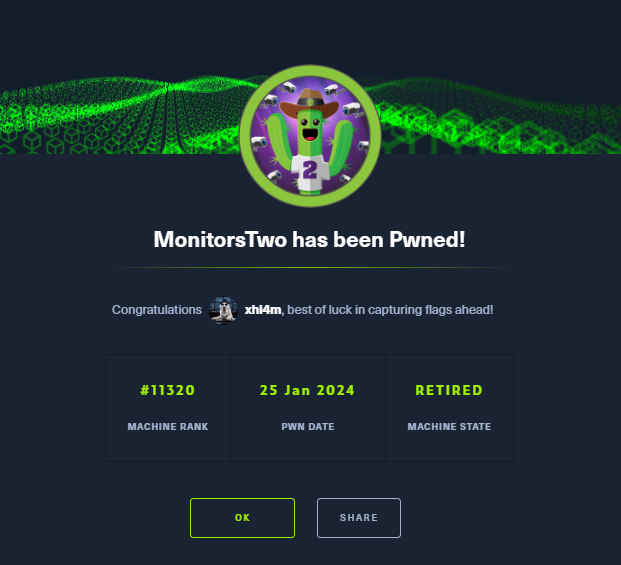 2
MonitorsTwo has been Pwned!
Congratulations xhl4m, best of luck in capturing flags ahead!
#11320 25 Jan 2024 RETIRED
MACHINE RANK PWN DATE MACHINE STATE
OK SHARE